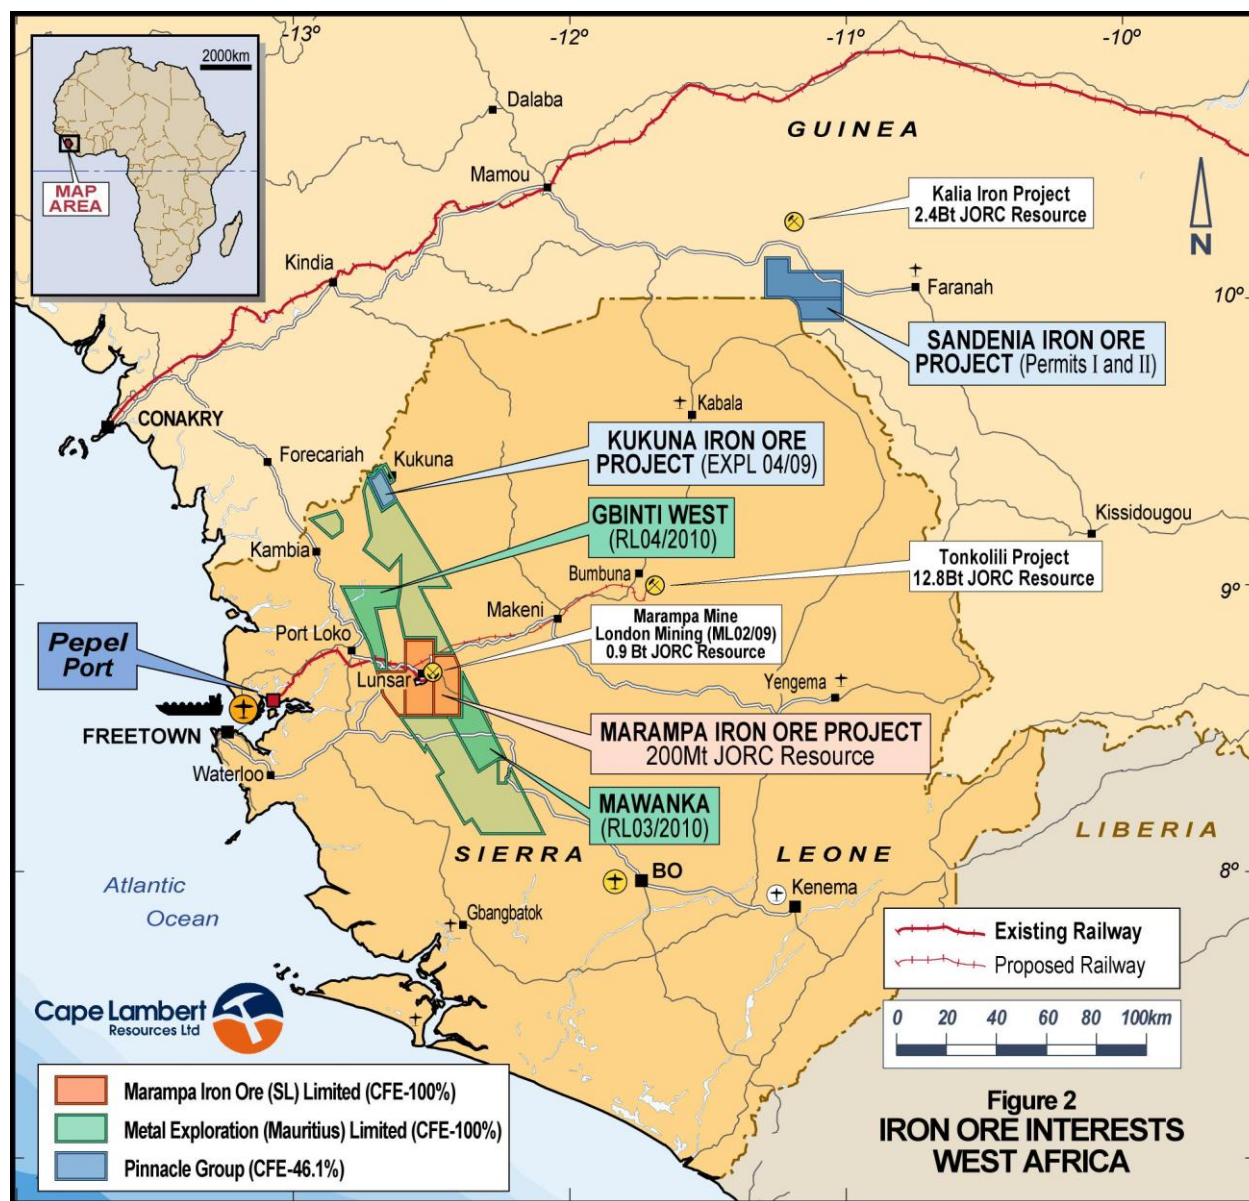 -13º
-12º
-11º
-10º
2000km
MAP
AREA
Dalaba
GUINEA
Mamou
Kalia Iron Project
2.4Bt JORC Resource
N
Kindia
Faranah
10º
SANDENIA IRON ORE
PROJECT (Permits I and II)
Kabala
CONAKRY
KUKUNA IRON ORE
PROJECT (EXPL 04/09)
Forecariah
Kukuna
GBINTI WEST
(RL04/2010)
Kissidougou
Kambia
Tonkolili Project
12.8Bt JORC Resource
Bumbuna
9º
Makeni
Marampa Mine
London Mining (ML02/09)
0.9 Bt JORC Resource
Port Loko
Pepel
Port
Lunsar
Yengema
FREETOWN
MARAMPA IRON ORE PROJECT
200Mt JORC Resource
Waterloo
MAWANKA
(RL03/2010)
LIBERIA
SIERRA LEONE
8º
BO
Kenema
Atlantic
Ocean
Gbangbatok
Existing Railway
Proposed Railway
0 20 40 60 80 100km
Cape Lambert
Resources Ltd
Marampa Iron Ore (SL) Limited (CFE-100%)
Metal Exploration (Mauritius) Limited (CFE-100%)
Pinnacle Group (CFE-46.1%)
Figure 2
IRON ORE INTERESTS
WEST AFRICA